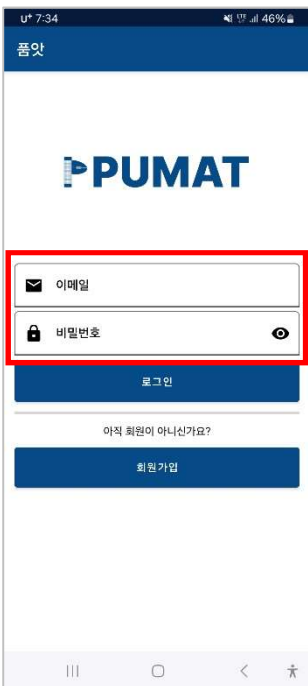 U+ 7:34 46%
품앗
PUMAT
이메일
비밀번호
로그인
아직 회원이 아니신가요?
회원가입